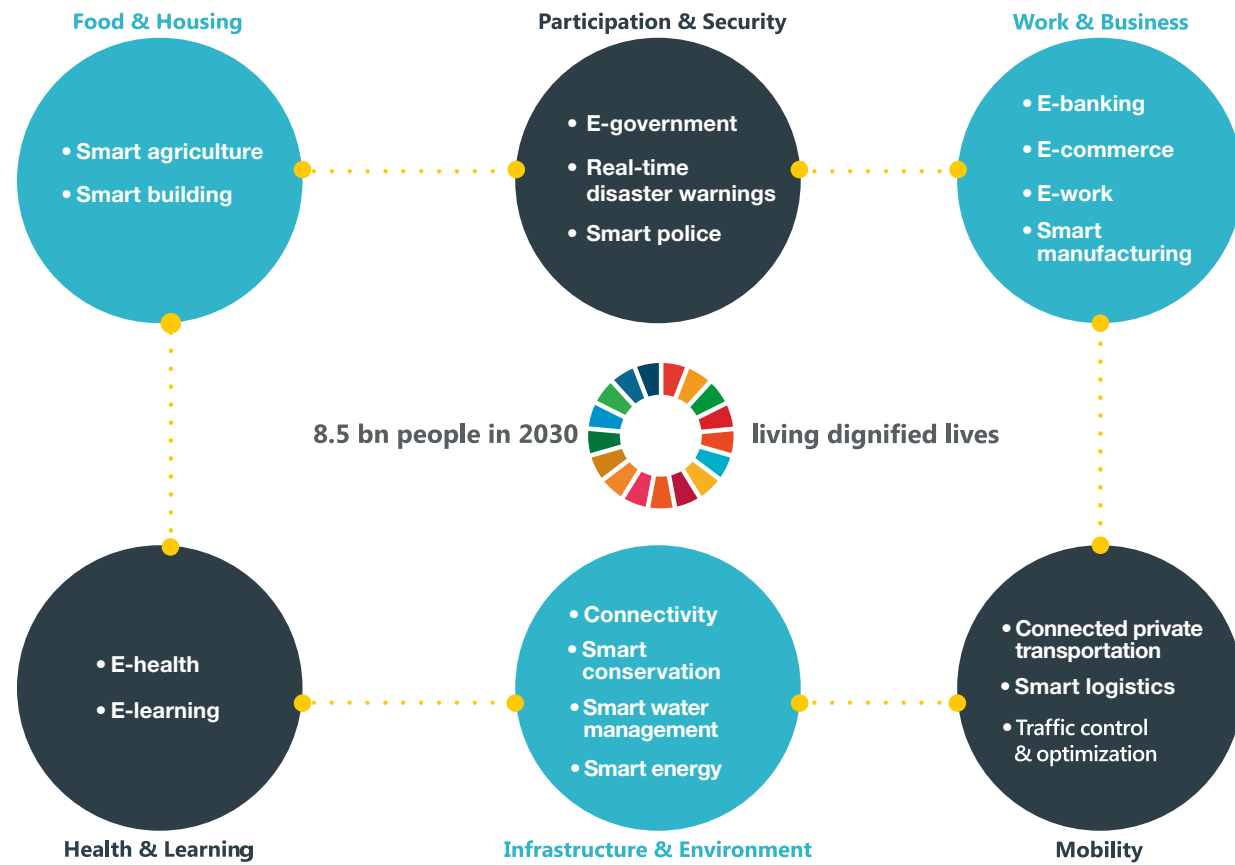 Food & Housing
• Smart agriculture
• Smart building
Participation & Security
• E-government
• Real-time
disaster warnings
• Smart police
Work & Business
• E-banking
• E-commerce
• E-work
• Smart
manufacturing
8.5 bn people in 2030
living dignified lives
• E-health
• E-learning
Health & Learning
• Connectivity
• Smart
conservation
• Smart water
management
• Smart energy
Infrastructure & Environment
• Connected private
transportation
• Smart logistics
• Traffic control
& optimization
Mobility